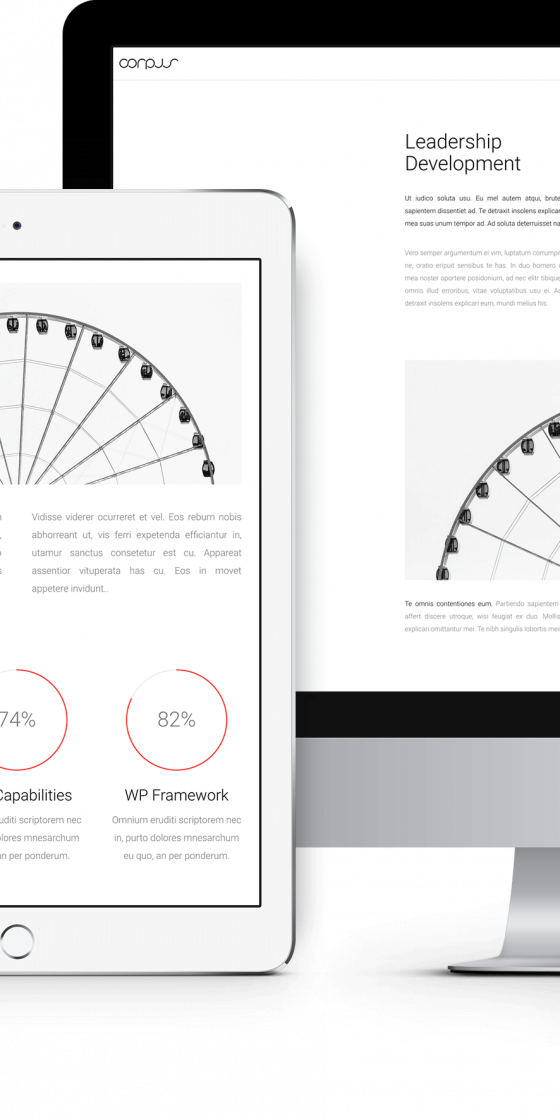 corpus
Leadership
Development
Ut iudico soluta usu. Eu mel autem atqui, brute
sapientem dissentiet ad. Te detraxit insolens explicari
mea suas unum tempor ad. Ad soluta deterruisset na
Vero semper argumentum ei vim, luptatum corrumpi
ne, oratio eripuit sensibus te has. In duo homero
mea noster oportere posidonium, ad nec elitr tibique
omnis illud erroribus, vitae voluptatibus usu ei. Ad
detraxit insolens explicari eum, mundi melius his.
Vidisse viderer ocurreret et vel. Eos rebum nobis
abhorreant ut, vis ferri expetenda efficiantur in,
utamur sanctus consetetur est cu. Appareat
assentior vituperata has cu. Eos in movet
appetere invidunt..
Te omnis contentiones eum. Partiendo sapientem
affert discere utroque, wisi feugiat ex duo. Mollis
explicari omittantur mei. Te nibh singulis lobortis mei
74%
82%
Capabilities
WP Framework
uditi scriptorem nec
Omnium eruditi scriptorem nec
olores mnesarchum
in, purto dolores mnesarchum
an per ponderum.
eu quo, an per ponderum.